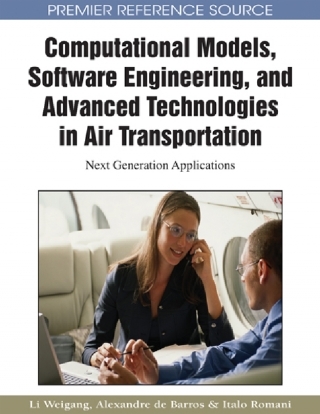 PREMIER REFERENCE SOURCE
Computational Models,
Software Engineering, and
Advanced Technologies
in Air Transportation
Next Generation Applications
Li Weigang, Alexandre de Barros & Italo Romani